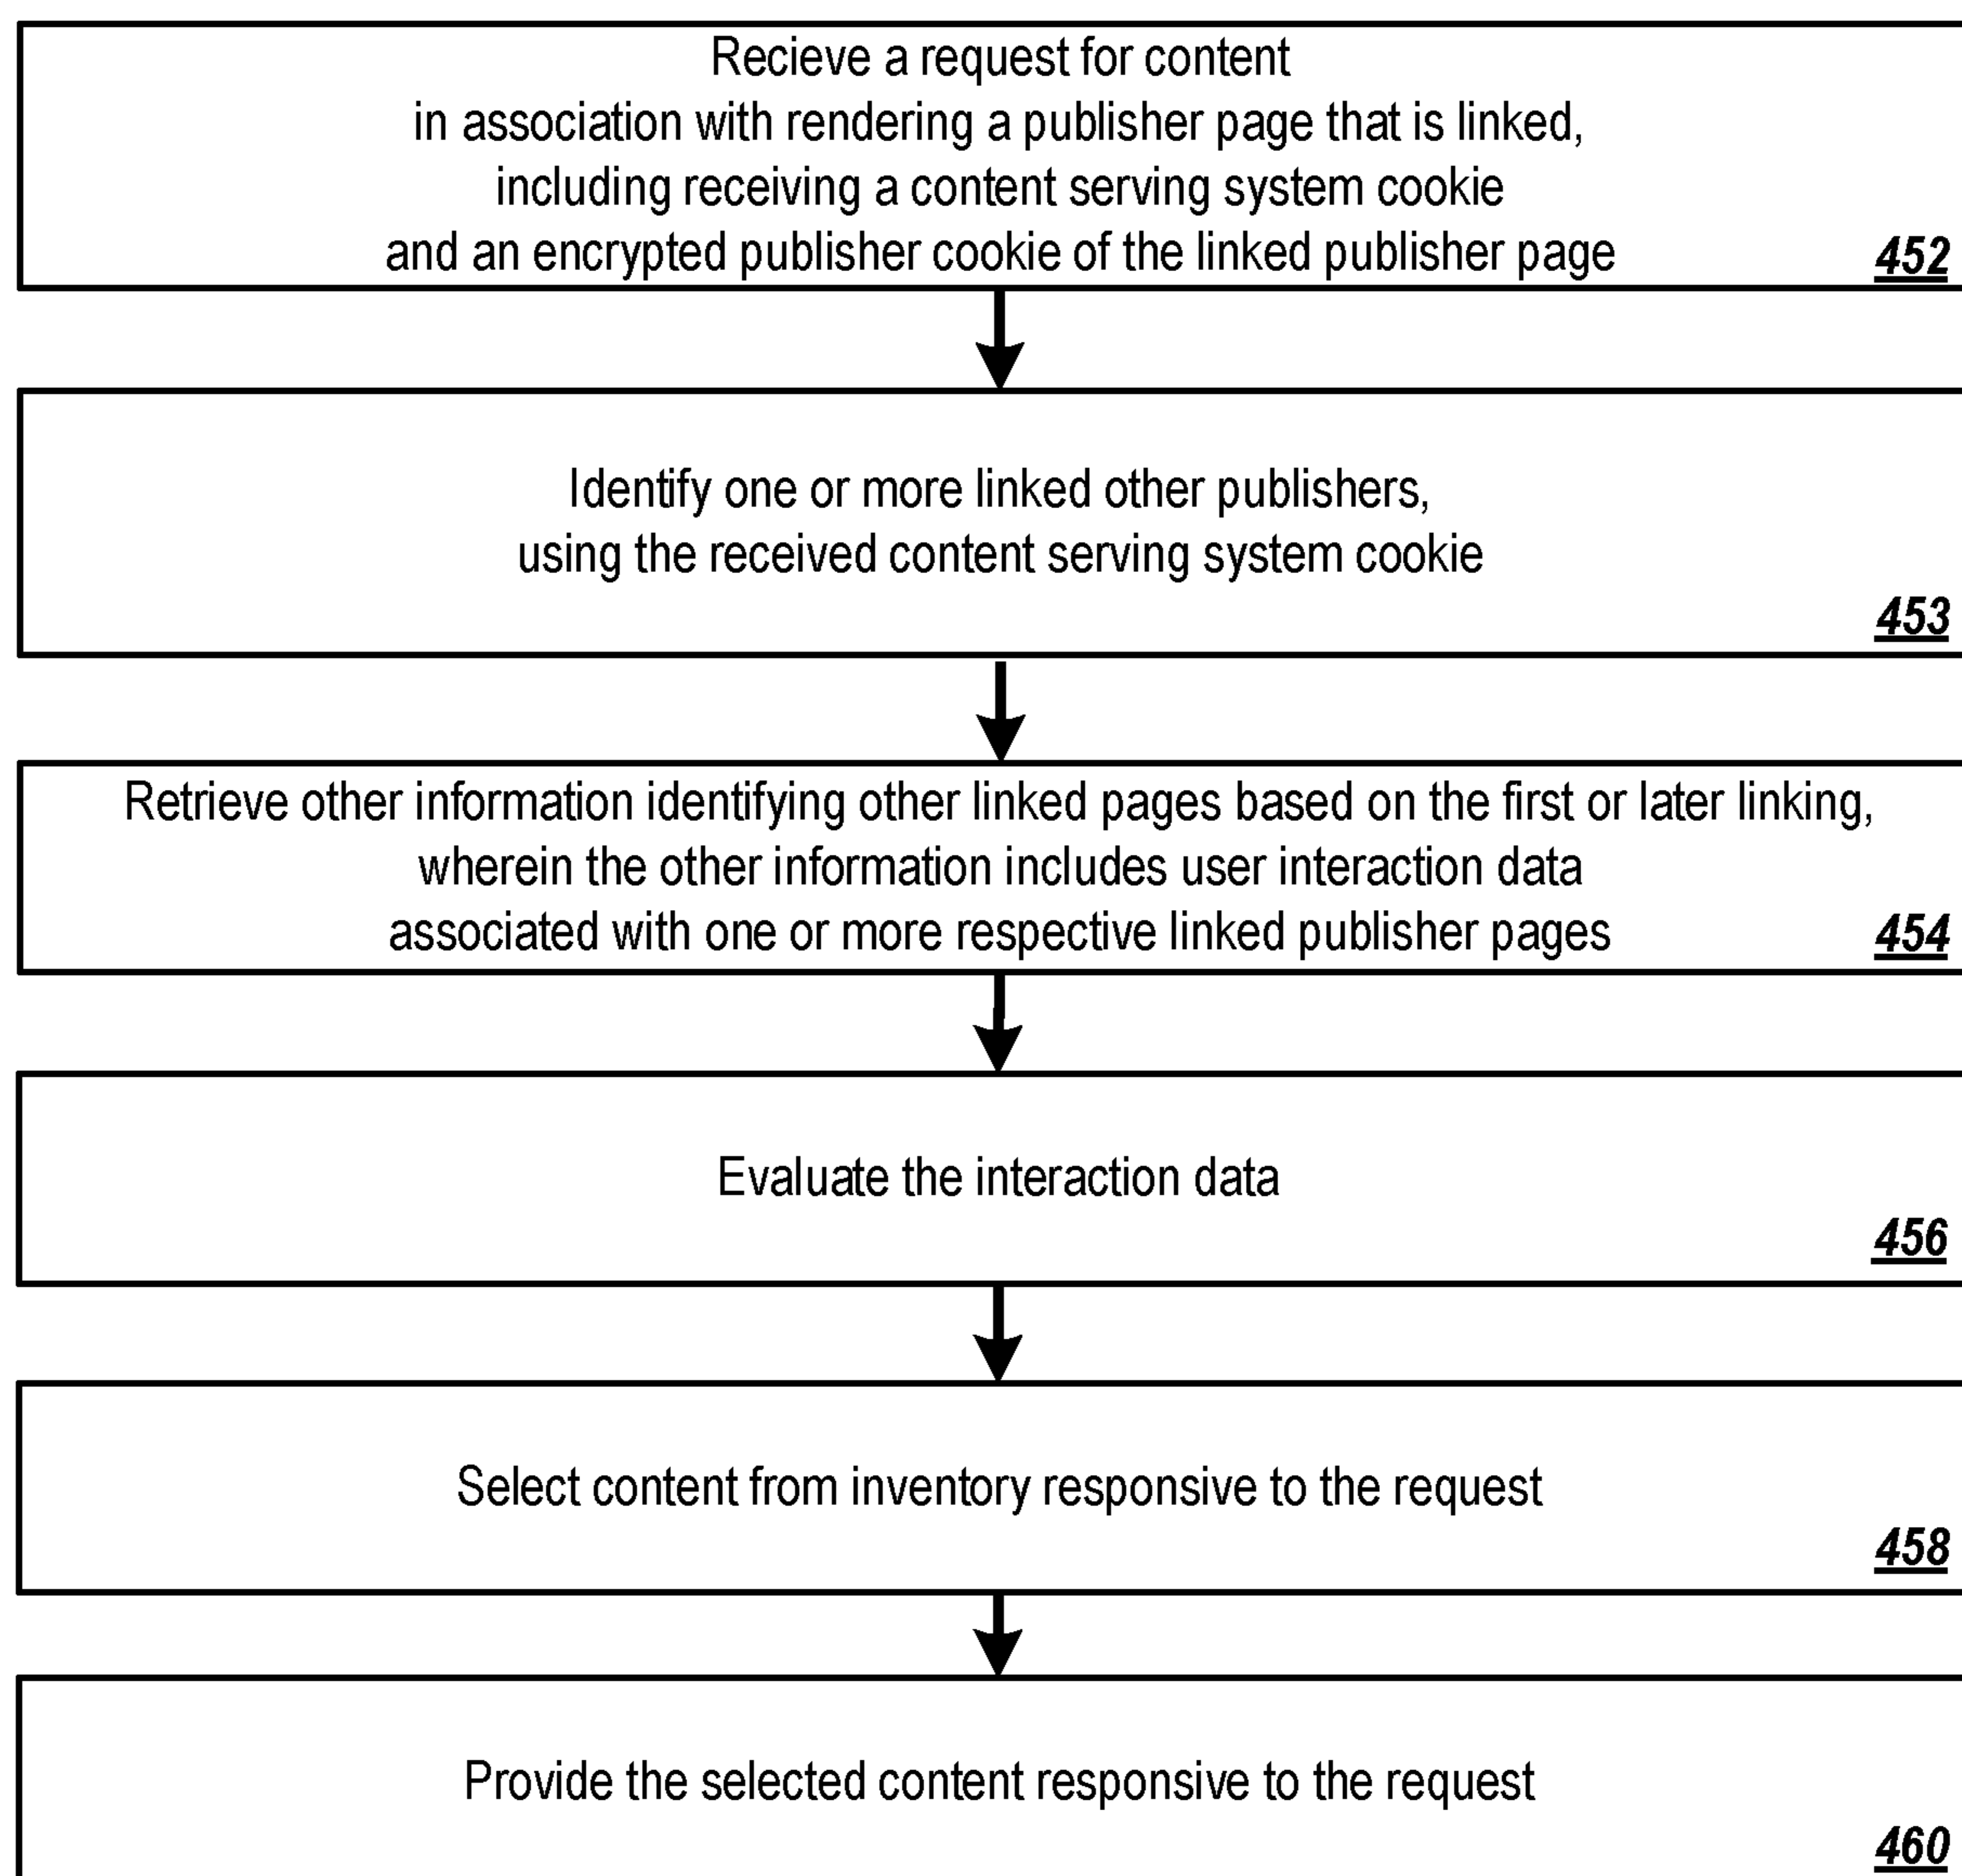 Recieve a request for content
in association with rendering a publisher page that is linked,
including receiving a content serving system cookie
and an encrypted publisher cookie of the linked publisher page
452
Identify one or more linked other publishers,
using the received content serving system cookie
453
Retrieve other information identifying other linked pages based on the first or later linking,
wherein the other information includes user interaction data
associated with one or more respective linked publisher pages
454
Evaluate the interaction data
456
Select content from inventory responsive to the request
458
Provide the selected content responsive to the request
460